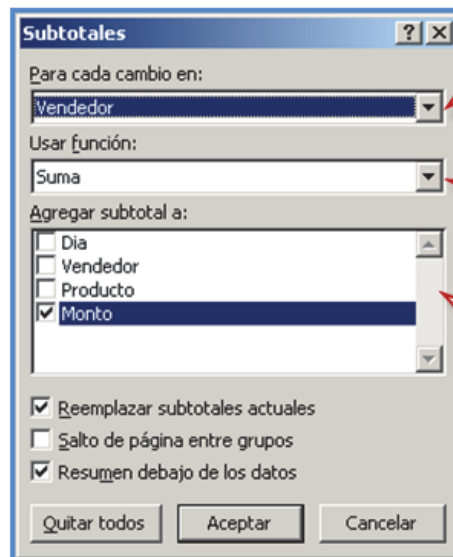 Subtotales
Para cada cambio en:
Vendedor
Usar función:
Suma
Agregar subtotal a:
Dia
Vendedor
Producto
Monto
Reemplazar subtotales actuales
Salto de página entre grupos
Resumen debajo de los datos
Quitar todos Aceptar Cancelar